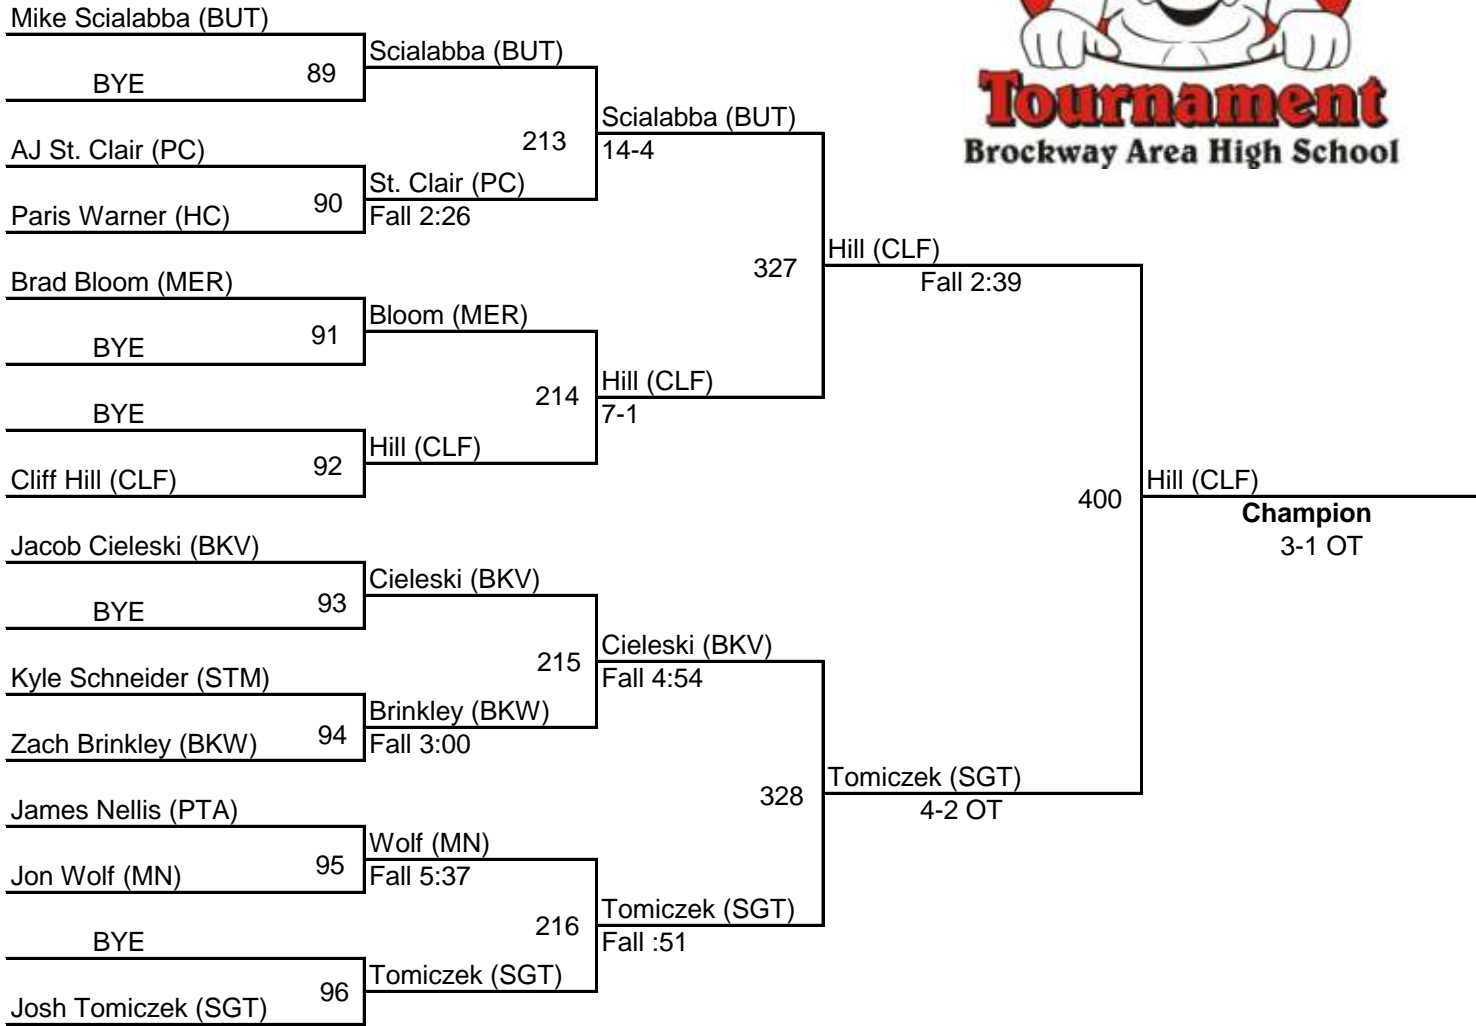 Mike Scialabba (BUT)
BYE
89
Scialabba (BUT)
AJ St. Clair (PC)
Paris Warner (HC)
90
St. Clair (PC)
Fall 2:26
213
Scialabba (BUT)
14-4
Brad Bloom (MER)
BYE
91
Bloom (MER)
BYE
Cliff Hill (CLF)
92
Hill (CLF)
214
Hill (CLF)
7-1
327
Hill (CLF)
Fall 2:39
Jacob Cieleski (BKV)
BYE
93
Cieleski (BKV)
Kyle Schneider (STM)
Zach Brinkley (BKW)
94
Brinkley (BKW)
Fall 3:00
215
Cieleski (BKV)
Fall 4:54
James Nellis (PTA)
Jon Wolf (MN)
95
Wolf (MN)
Fall 5:37
BYE
Josh Tomiczek (SGT)
96
Tomiczek (SGT)
216
Tomiczek (SGT)
Fall :51
328
Tomiczek (SGT)
4-2 OT
400
Hill (CLF)
Champion
3-1 OT
Tournament
Brockway Area High School